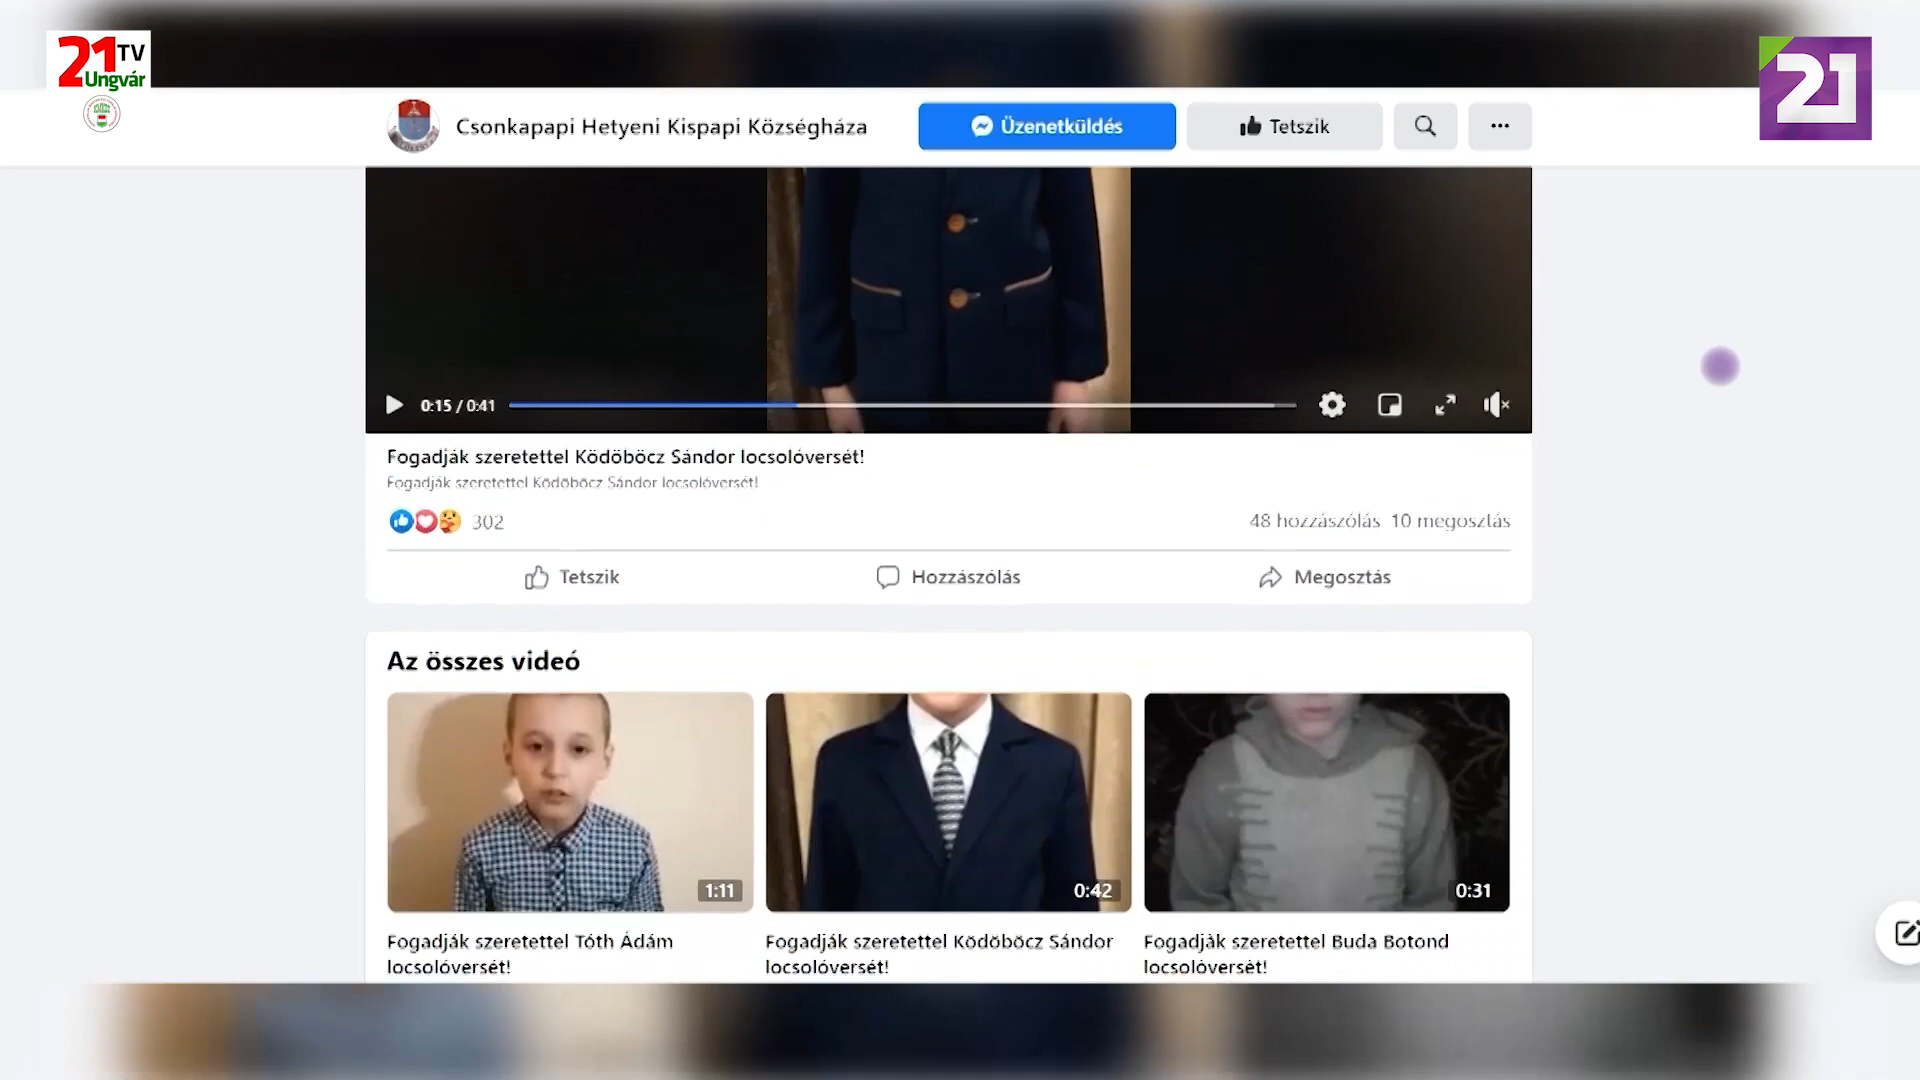 21 TV
Ungvár
21
Csonkapapi Hetyeni Kispapi Községháza
Üzenetküldés
Tetszik
0:15 / 0:41
Fogadják szeretettel Ködöböcz Sándor locsolóversét!
Fogadják szeretettel Ködöböcz Sándor locsolóversét!
302
48 hozzászólás 10 megosztás
Tetszik
Hozzászólás
Megosztás
Az összes videó
1:11
0:42
0:31
Fogadják szeretettel Tóth Ádám
locsolóversét!
Fogadják szeretettel Ködöböcz Sándor
locsolóversét!
Fogadják szeretettel Buda Botond
locsolóversét!